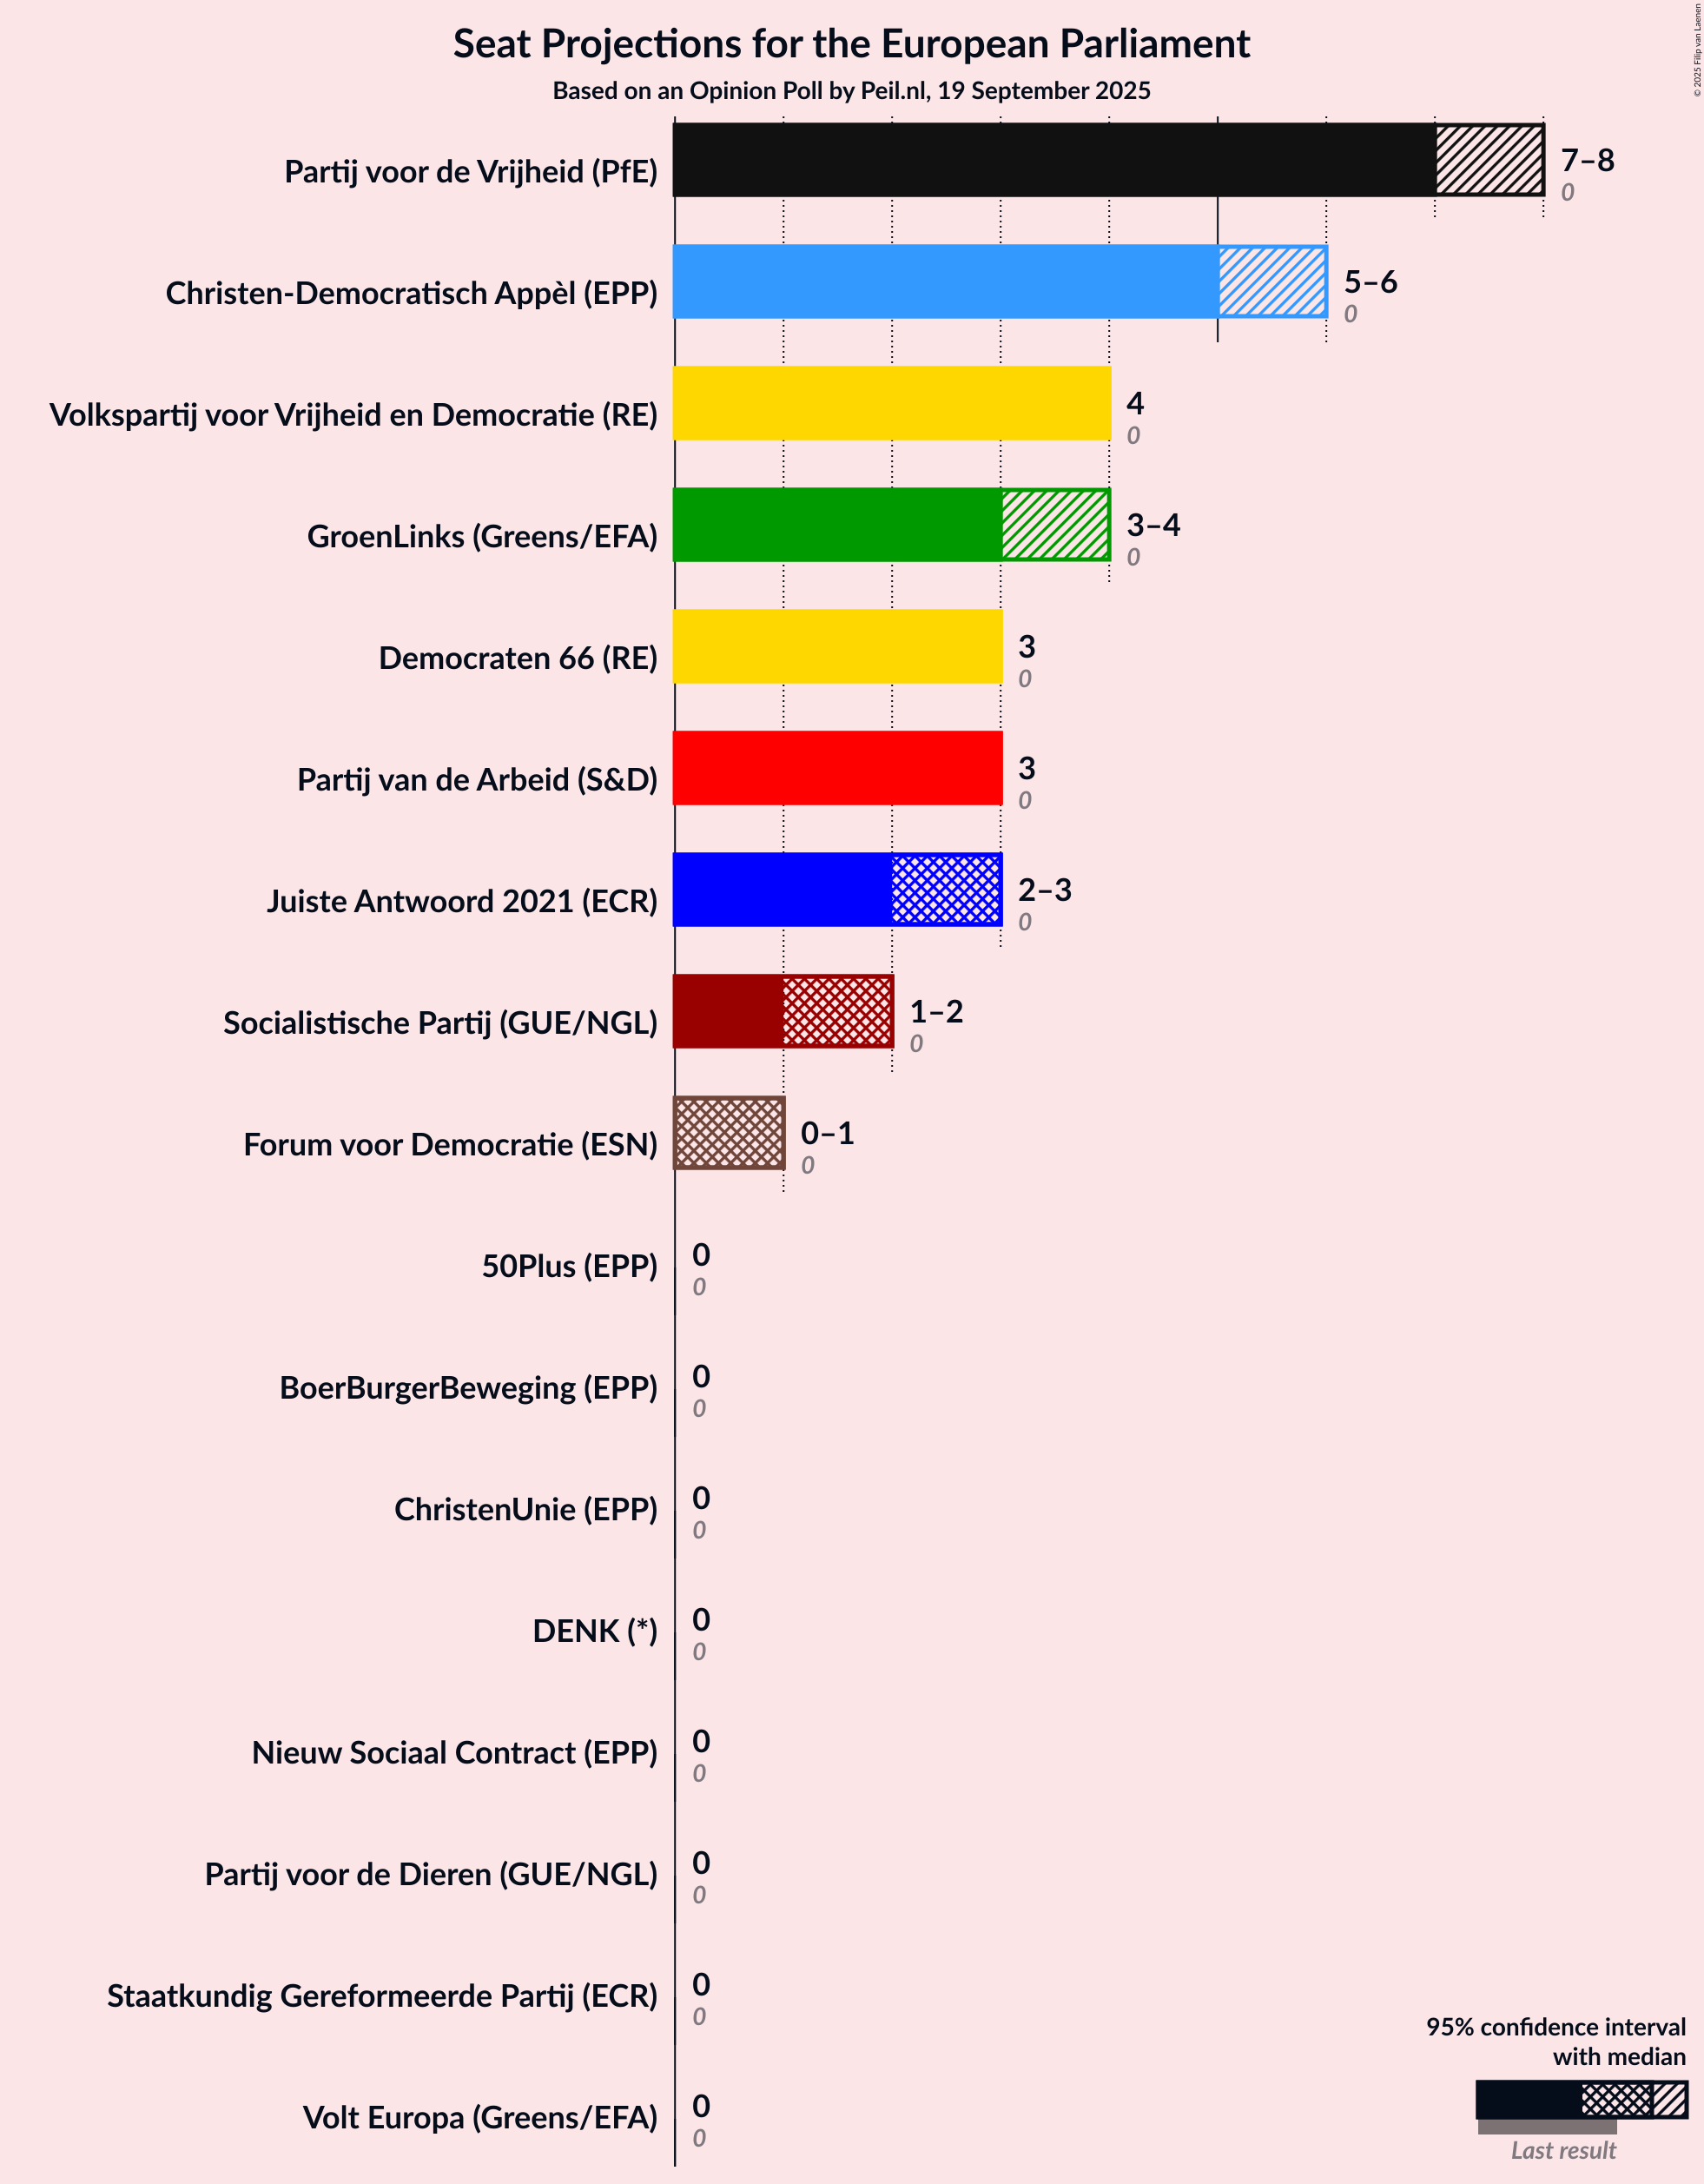 Seat Projections for the European Parliament
Based on an Opinion Poll by Peil.nl, 19 September 2025
© 2025 Filip van Laenen
Partij voor de Vrijheid (PfE)
7–8
0
Christen-Democratisch Appèl (EPP)
5–6
0
Volkspartij voor Vrijheid en Democratie (RE)
4
0
GroenLinks (Greens/EFA)
3–4
0
Democraten 66 (RE)
3
0
Partij van de Arbeid (S&D)
3
0
Juiste Antwoord 2021 (ECR)
2–3
0
Socialistische Partij (GUE/NGL)
1–2
0
Forum voor Democratie (ESN)
0–1
0
50Plus (EPP)
0
0
BoerBurgerBeweging (EPP)
0
0
ChristenUnie (EPP)
0
0
DENK (*)
0
0
Nieuw Sociaal Contract (EPP)
0
0
Partij voor de Dieren (GUE/NGL)
0
0
Staatkundig Gereformeerde Partij (ECR)
0
0
Volt Europa (Greens/EFA)
0
0
95% confidence interval
with median
Last result